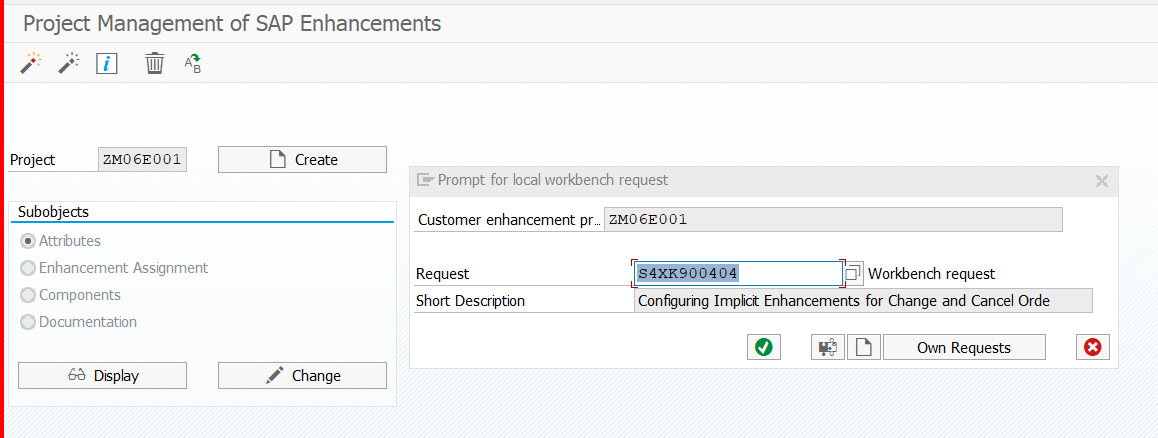 Project Management of SAP Enhancements
Project ZM06E001 Create
Prompt for local workbench request
Customer enhancement pr... ZM06E001
Subobjects
Attributes
Enhancement Assignment
Components
Documentation
Request S4XK900404 Workbench request
Short Description Configuring Implicit Enhancements for Change and Cancel Orde
Own Requests
Display Change